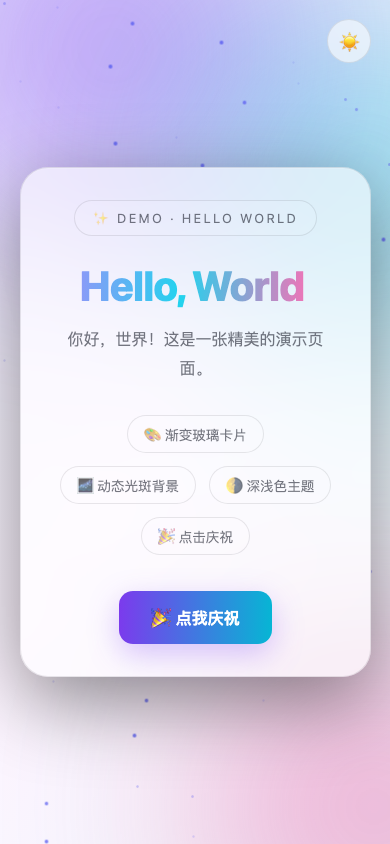 DEMO · HELLO WORLD
Hello, World
你好，世界！这是一张精美的演示页
面。
渐变玻璃卡片
动态光斑背景
深浅色主题
点击庆祝
点我庆祝